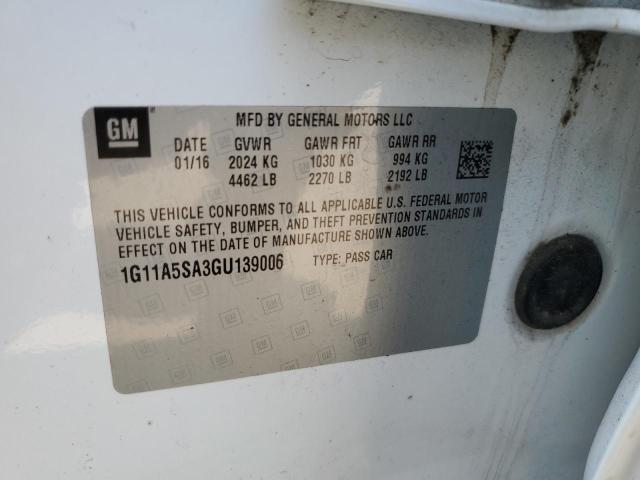 GM
MFD BY GENERAL MOTORS LLC
DATE GVWR GAWR FRT GAWR RR
01/16 2024 KG 1030 KG 994 KG
4462 LB 2270 LB 2192 LB
THIS VEHICLE CONFORMS TO ALL APPLICABLE U.S. FEDERAL MOTOR
VEHICLE SAFETY, BUMPER, AND THEFT PREVENTION STANDARDS IN
EFFECT ON THE DATE OF MANUFACTURE SHOWN ABOVE.
1G11A5SA3GU139006 TYPE: PASS CAR